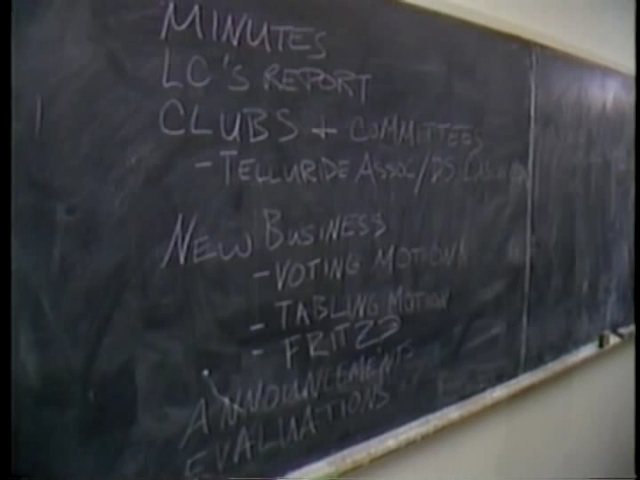 MINUTES
LC'S REPORT
CLUBS + COMMITTEES
- TELLURIDE ASSOC/DS
NEW BUSINESS
- VOTING MOTION
- TABLING MOTION
- FRITZ
ANNOUNCEMENTS
EVALUATIONS